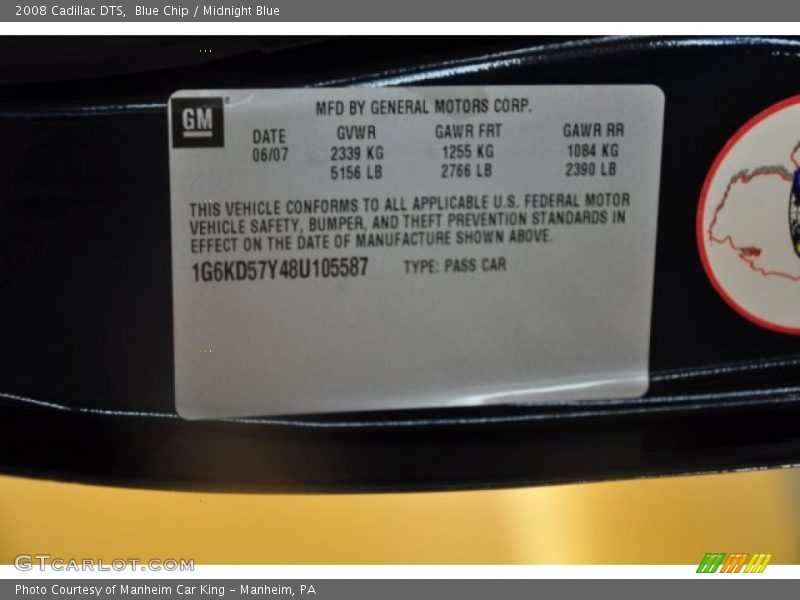 2008 Cadillac DTS, Blue Chip / Midnight Blue
GM
MFD BY GENERAL MOTORS CORP.
DATE GVWR GAWR FRT GAWR RR
06/07 2339 KG 1255 KG 1084 KG
5156 LB 2766 LB 2390 LB
THIS VEHICLE CONFORMS TO ALL APPLICABLE U.S. FEDERAL MOTOR
VEHICLE SAFETY, BUMPER, AND THEFT PREVENTION STANDARDS IN
EFFECT ON THE DATE OF MANUFACTURE SHOWN ABOVE.
1G6KD57Y48U105587 TYPE: PASS CAR
GTCARLOT.COM
Photo Courtesy of Manheim Car King - Manheim, PA